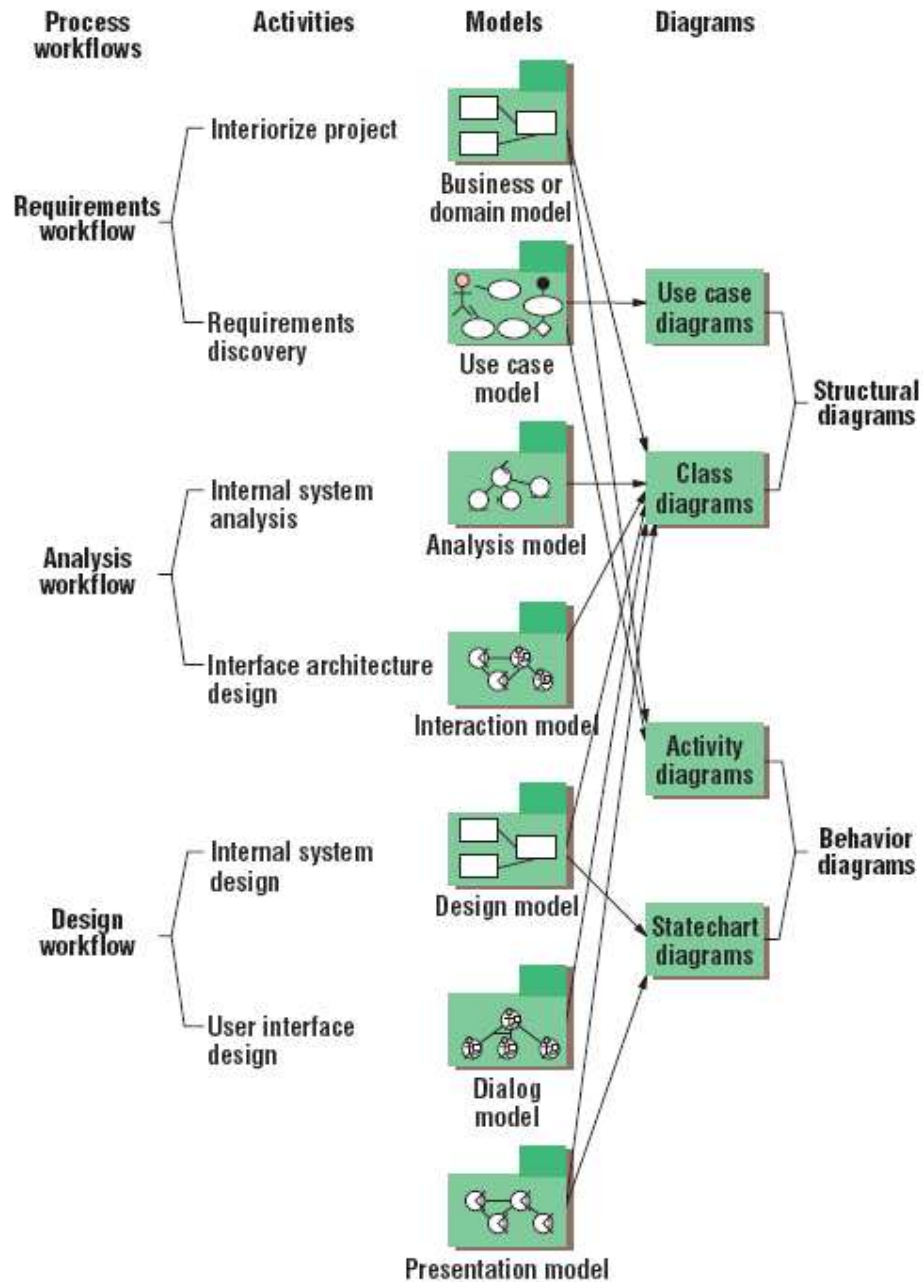 Process
workflows
Activities
Models
Diagrams
Interiorize project
Business or
domain model
Requirements
workflow
Use case
diagrams
Requirements
discovery
Use case
model
Structural
diagrams
Internal system
analysis
Class
diagrams
Analysis model
Analysis
workflow
Interface architecture
design
Interaction model
Activity
diagrams
Internal system
design
Behavior
diagrams
Design model
Design
workflow
Statechart
diagrams
User interface
design
Dialog
model
Presentation model